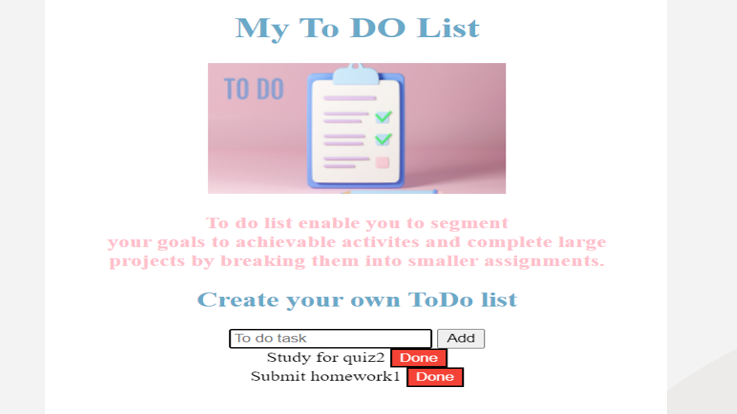 My To DO List
TO DO
To do list enable you to segment
your goals to achievable activites and complete large
projects by breaking them into smaller assignments.
Create your own ToDo list
To do task Add
Study for quiz2 Done
Submit homework1 Done